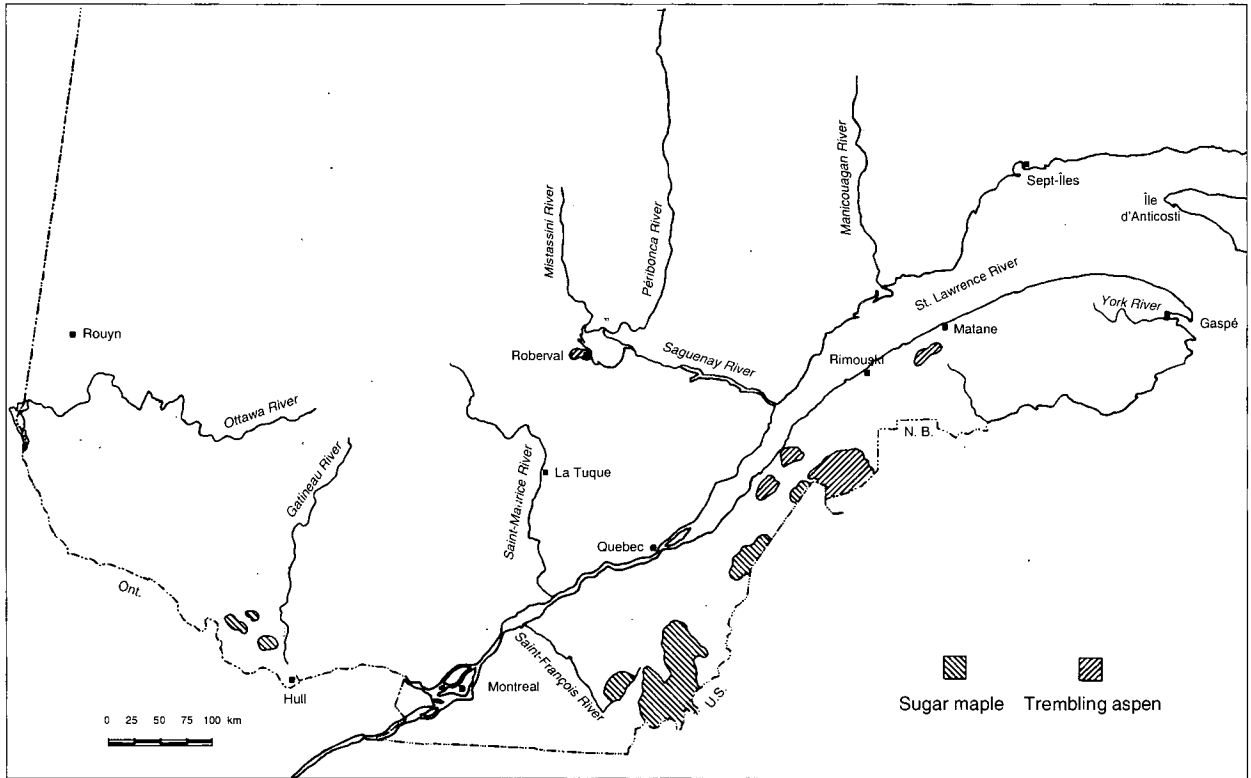 Manicouagan River
Sept-Îles
Île
d'Anticosti
Mistassini River
Péribonca River
St. Lawrence River
York River
Gaspé
Matane
Rouyn
Roberval
Saguenay River
Rimouski
Ottawa River
N. B.
Gatineau River
Saint-Maurice River
La Tuque
Quebec
Ont.
Saint-François River
Montreal
U.S.
Hull
Sugar maple
Trembling aspen
0 25 50 75 100 km